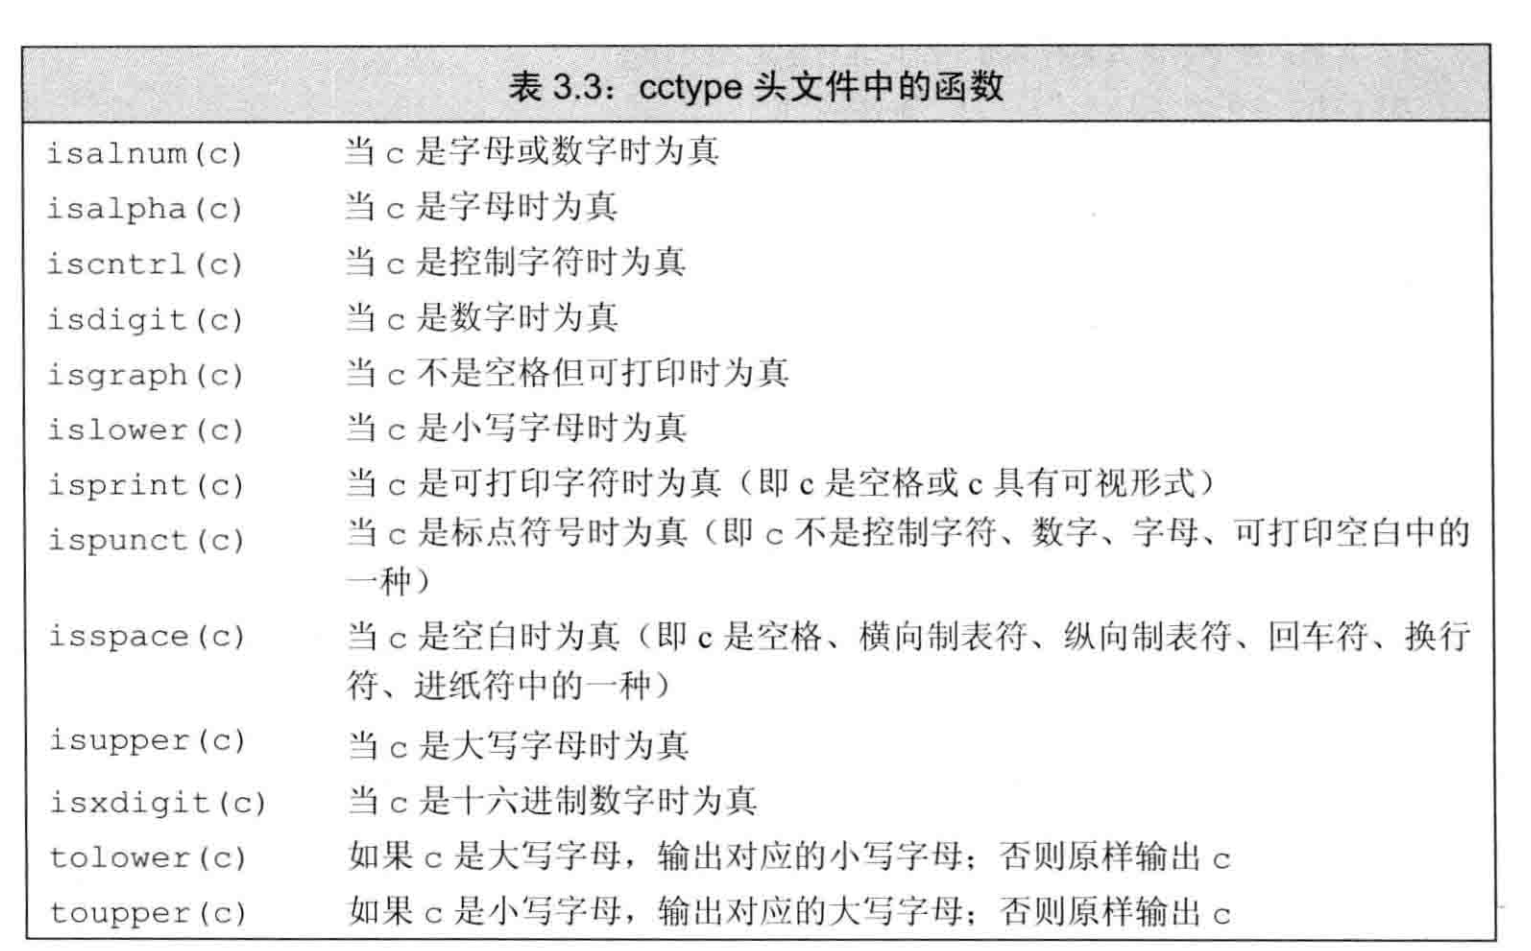 表 3.3：cctype 头文件中的函数
isalnum(c) 当 c 是字母或数字时为真
isalpha(c) 当 c 是字母时为真
iscntrl(c) 当 c 是控制字符时为真
isdigit(c) 当 c 是数字时为真
isgraph(c) 当 c 不是空格但可打印时为真
islower(c) 当 c 是小写字母时为真
isprint(c) 当 c 是可打印字符时为真（即 c 是空格或 c 具有可视形式）
ispunct(c) 当 c 是标点符号时为真（即 c 不是控制字符、数字、字母、可打印空白中的
一种）
isspace(c) 当 c 是空白时为真（即 c 是空格、横向制表符、纵向制表符、回车符、换行
符、进纸符中的一种）
isupper(c) 当 c 是大写字母时为真
isxdigit(c) 当 c 是十六进制数字时为真
tolower(c) 如果 c 是大写字母，输出对应的小写字母；否则原样输出 c
toupper(c) 如果 c 是小写字母，输出对应的大写字母；否则原样输出 c